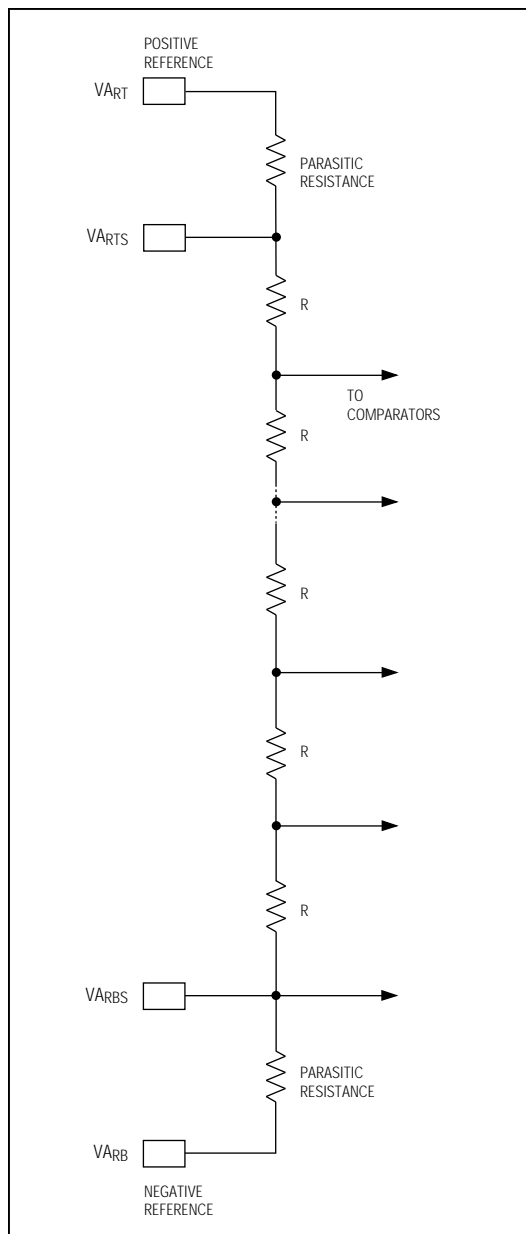 POSITIVE
REFERENCE
VART
PARASITIC
RESISTANCE
VARTS
R
TO
COMPARATORS
R
R
R
R
VARBS
PARASITIC
RESISTANCE
VARB
NEGATIVE
REFERENCE